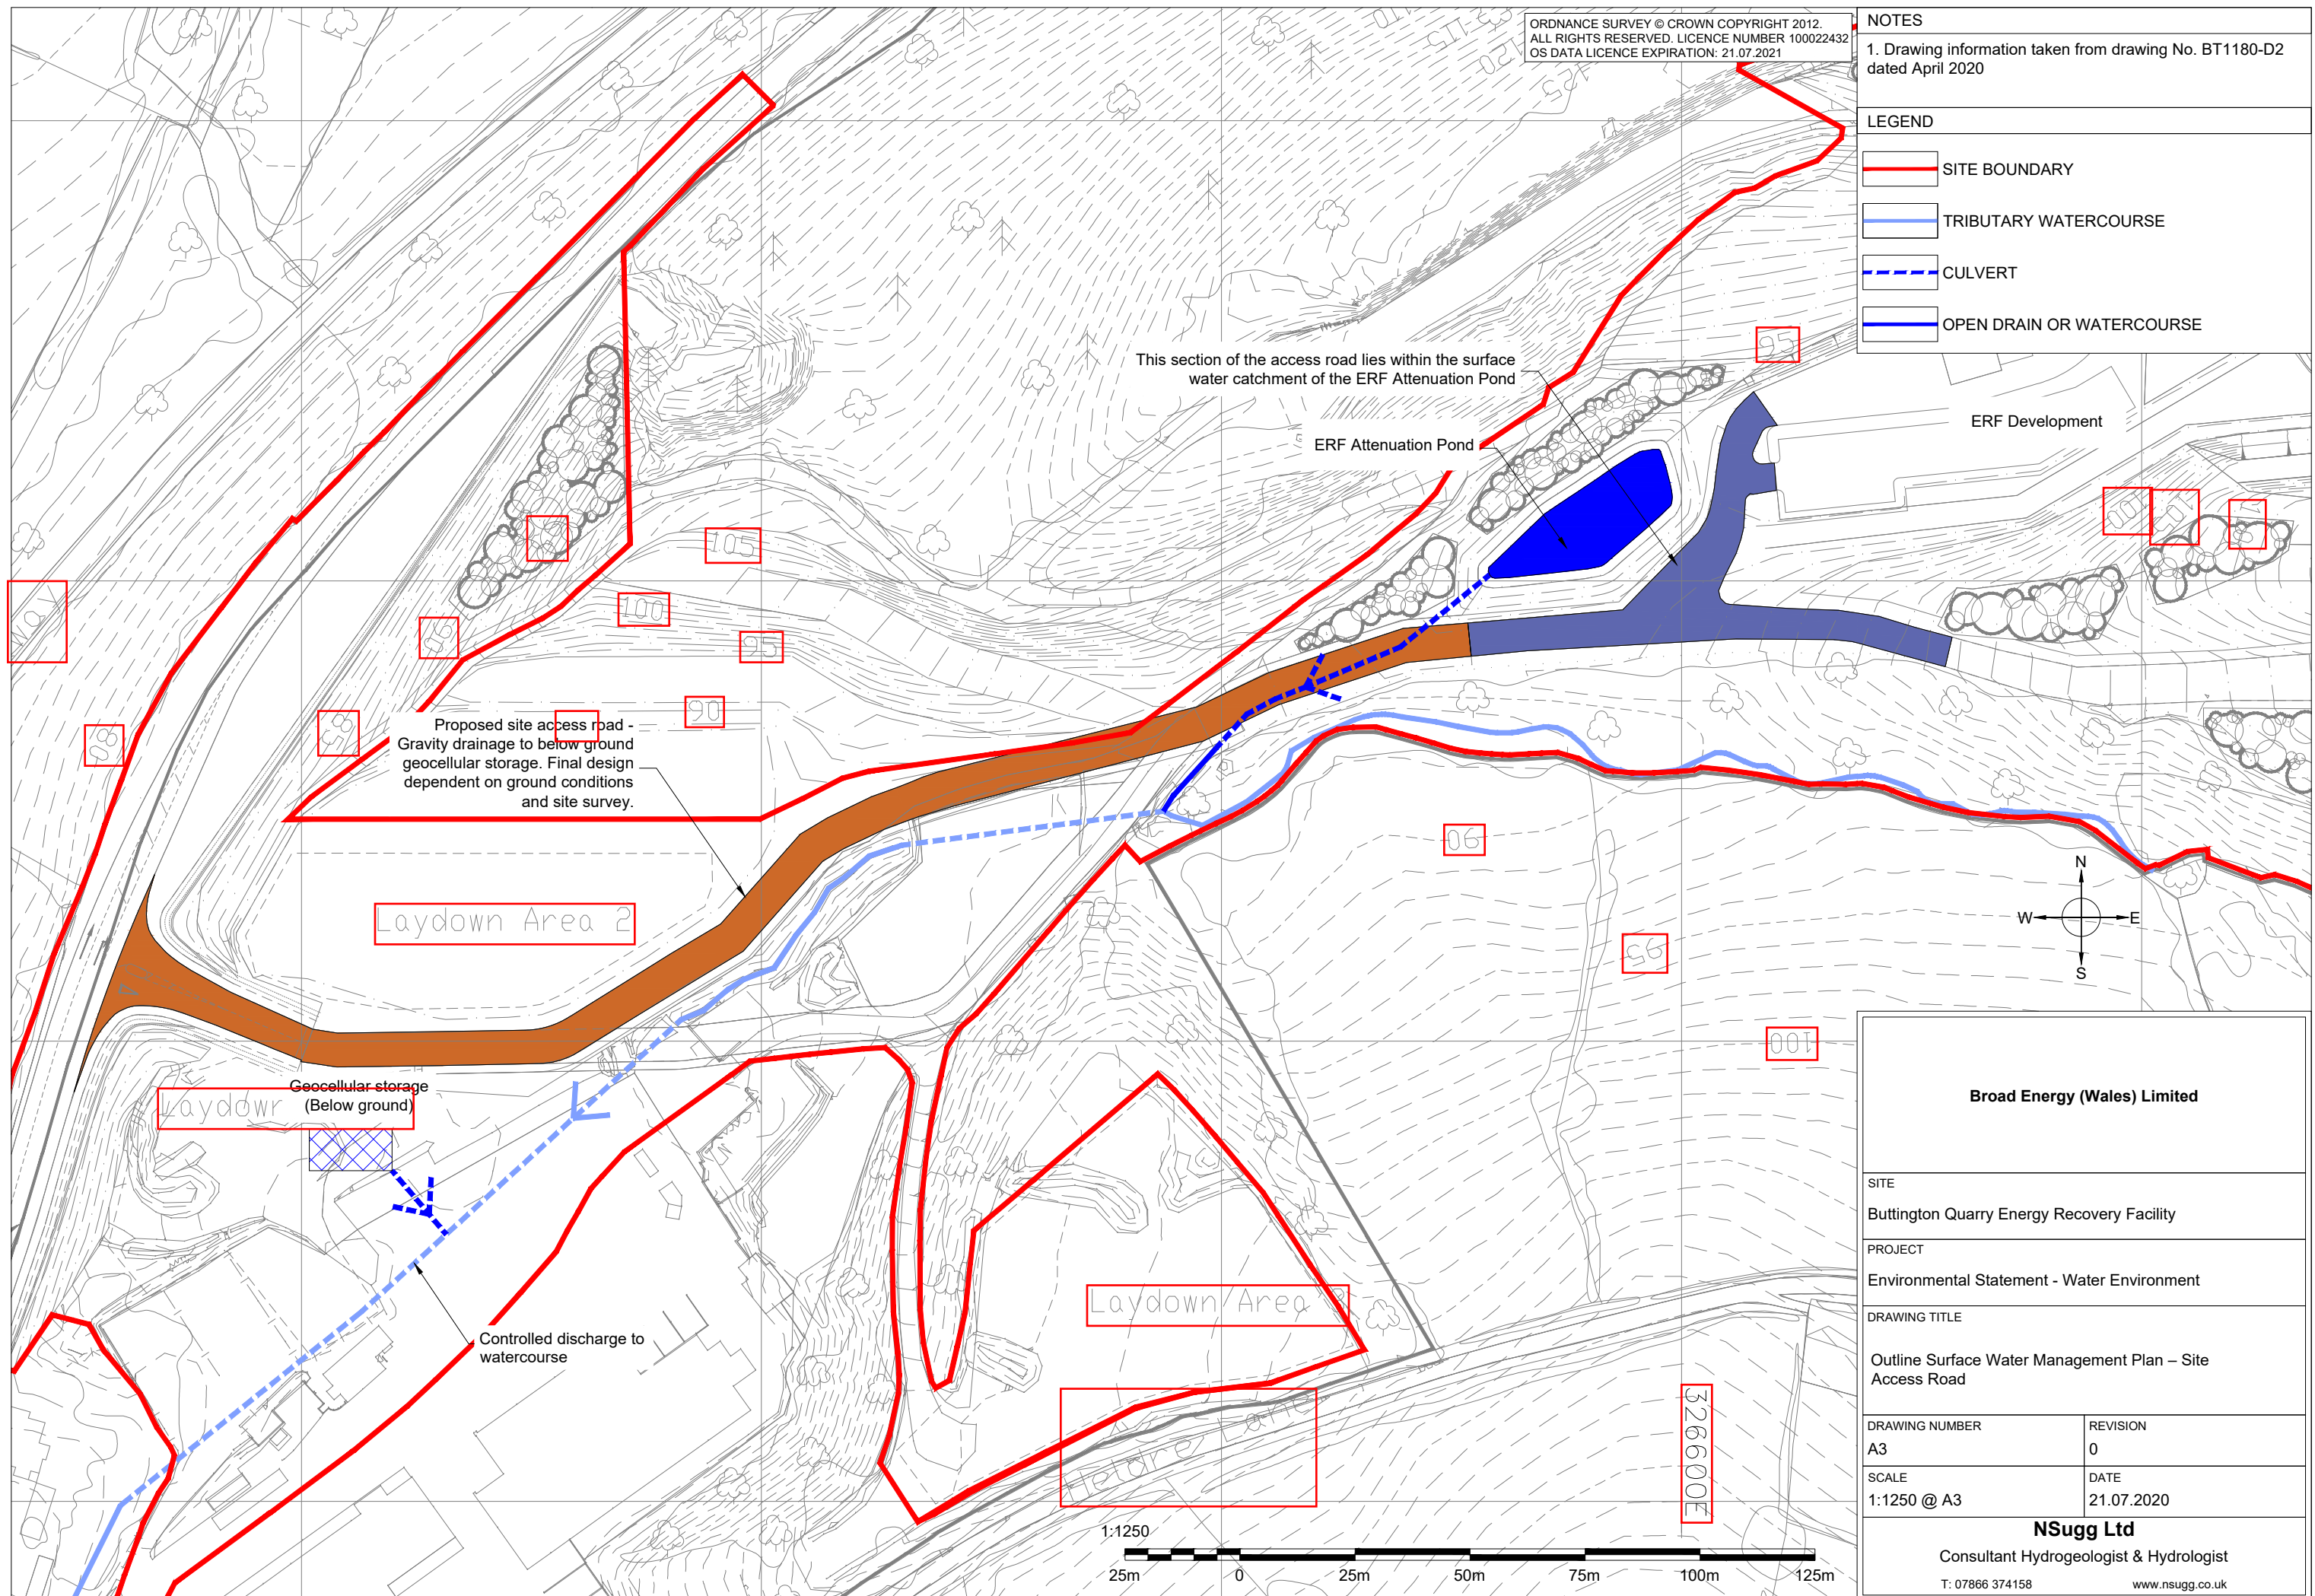 ORDNANCE SURVEY © CROWN COPYRIGHT 2012.
ALL RIGHTS RESERVED. LICENCE NUMBER 100022432
OS DATA LICENCE EXPIRATION: 21.07.2021
NOTES
1. Drawing information taken from drawing No. BT1180-D2
dated April 2020
LEGEND
SITE BOUNDARY
TRIBUTARY WATERCOURSE
CULVERT
OPEN DRAIN OR WATERCOURSE
This section of the access road lies within the surface
water catchment of the ERF Attenuation Pond
ERF Attenuation Pond
ERF Development
95
105
100
95
90
Proposed site access road -
Gravity drainage to below ground
geocellular storage. Final design
dependent on ground conditions
and site survey.
90
Laydown Area 2
95
100
N
W
E
S
Geocellular storage
(Below ground)
Laydown Area
Controlled discharge to
watercourse
Heldre Lane
326600E
1:1250
25m
0
25m
50m
75m
100m
125m
Broad Energy (Wales) Limited
SITE
Buttington Quarry Energy Recovery Facility
PROJECT
Environmental Statement - Water Environment
DRAWING TITLE
Outline Surface Water Management Plan – Site
Access Road
DRAWING NUMBER
A3
REVISION
0
SCALE
1:1250 @ A3
DATE
21.07.2020
NSugg Ltd
Consultant Hydrogeologist & Hydrologist
T: 07866 374158
www.nsugg.co.uk